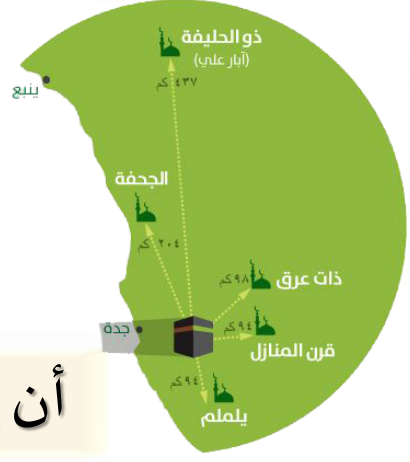 ذو الحليفة
(آبار علي)
٤٣٧ كم
ينبع
الجحفة
٢٠٤ كم
ذات عرق
٩٨ كم
قرن المنازل
٩٤ كم
جدة
٩٤ كم
يلملم
أن